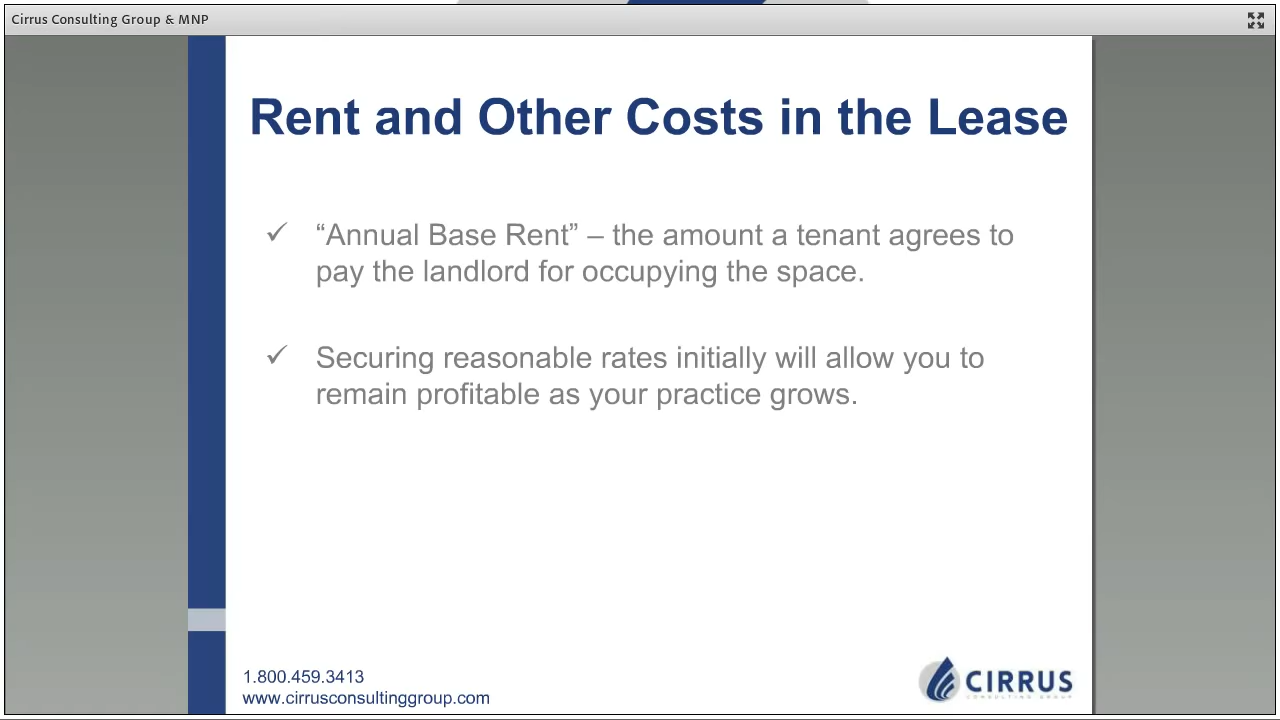 Cirrus Consulting Group & MNP
Rent and Other Costs in the Lease
✓ “Annual Base Rent” – the amount a tenant agrees to
pay the landlord for occupying the space.
✓ Securing reasonable rates initially will allow you to
remain profitable as your practice grows.
1.800.459.3413
www.cirrusconsultinggroup.com
CIRRUS
CONSULTING GROUP